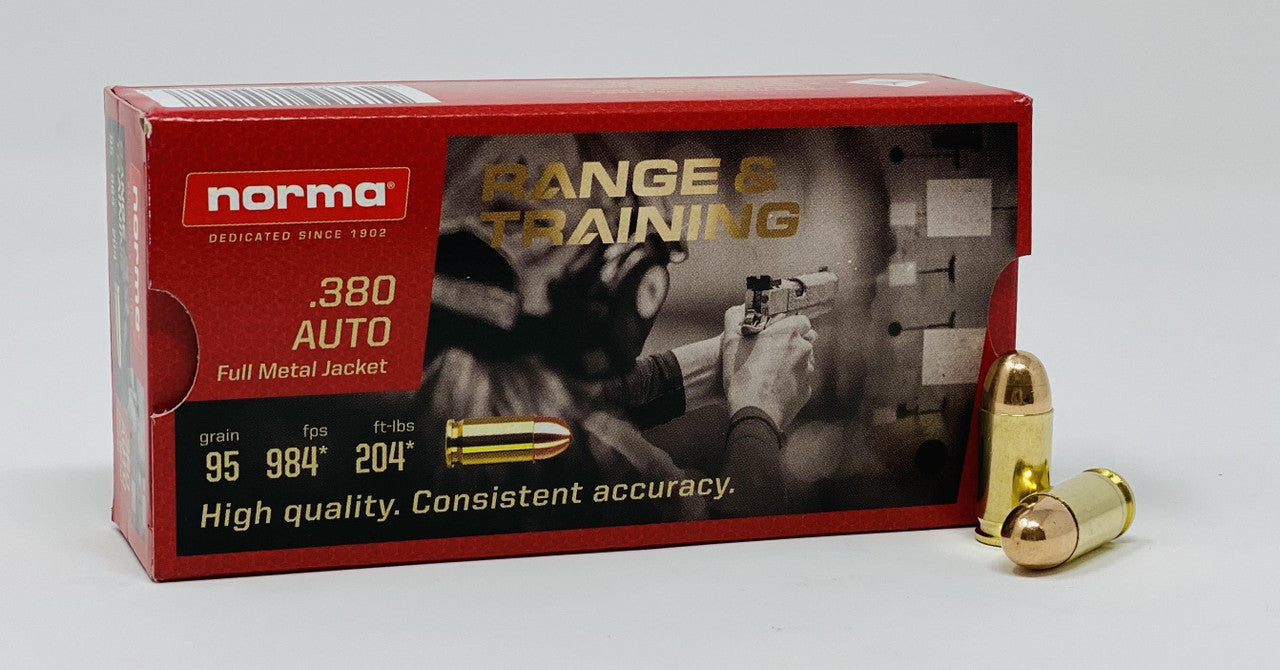 norma®
DEDICATED SINCE 1902
RANGE &
TRAINING
.380
AUTO
Full Metal Jacket
grain fps ft-lbs
95 984* 204*
High quality. Consistent accuracy.
norma